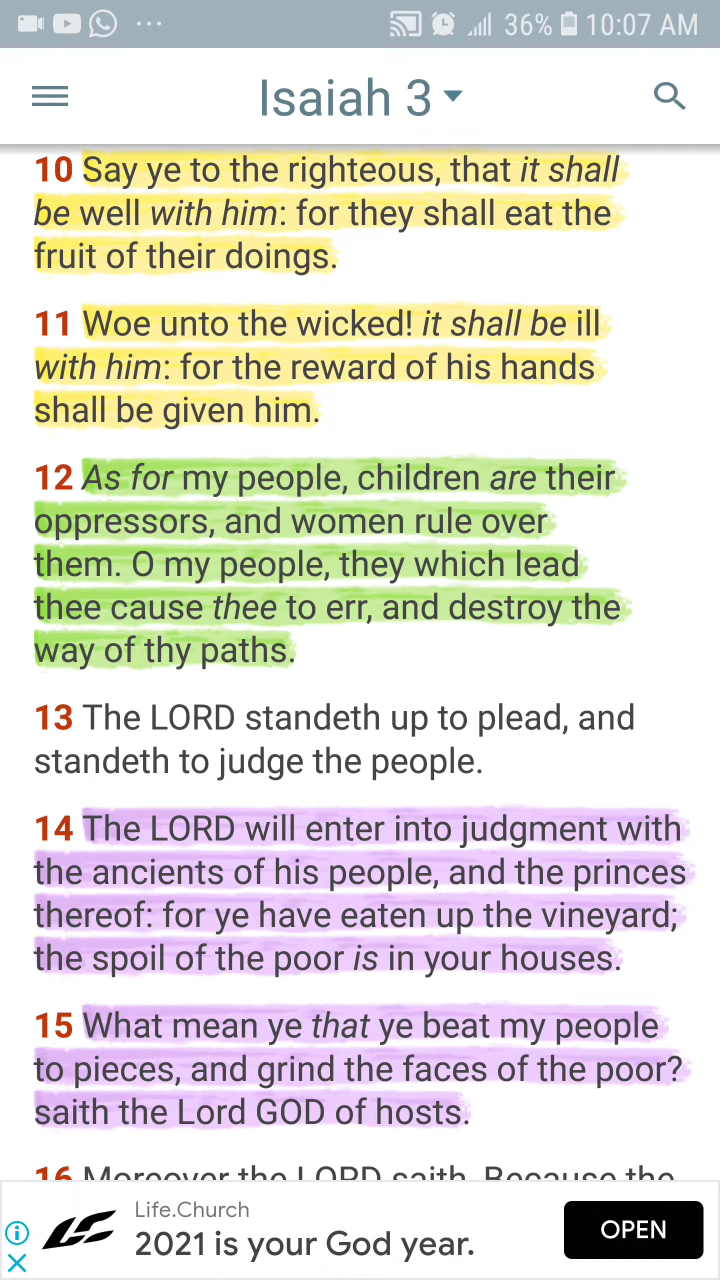 36% 10:07 AM
Isaiah 3
10 Say ye to the righteous, that it shall
be well with him: for they shall eat the
fruit of their doings.
11 Woe unto the wicked! it shall be ill
with him: for the reward of his hands
shall be given him.
12 As for my people, children are their
oppressors, and women rule over
them. O my people, they which lead
thee cause thee to err, and destroy the
way of thy paths.
13 The LORD standeth up to plead, and
standeth to judge the people.
14 The LORD will enter into judgment with
the ancients of his people, and the princes
thereof: for ye have eaten up the vineyard;
the spoil of the poor is in your houses.
15 What mean ye that ye beat my people
to pieces, and grind the faces of the poor?
saith the Lord GOD of hosts.
16 Moreover the LORD saith, Because the
Life.Church
2021 is your God year.
OPEN